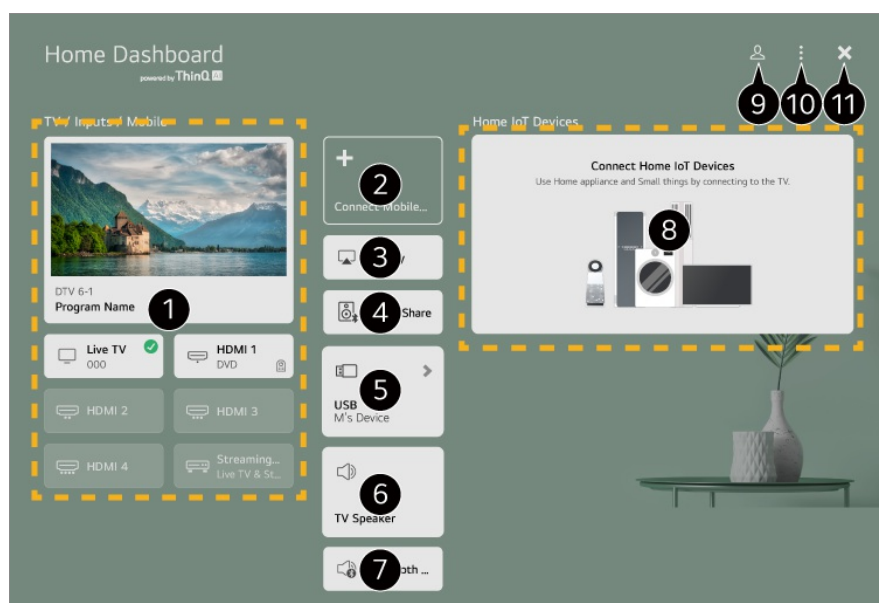 Home Dashboard
powered by ThinQ AI
TV / Inputs / Mobile
Home IoT Devices
9
10
11
DTV 6-1
Program Name
1
Live TV
000
HDMI 1
DVD
HDMI 2
HDMI 3
HDMI 4
Streaming...
Live TV & St...
2
Connect Mobile...
3
4
Share
5
USB
M's Device
6
TV Speaker
7
Connect Home IoT Devices
Use Home appliance and Small things by connecting to the TV.
8